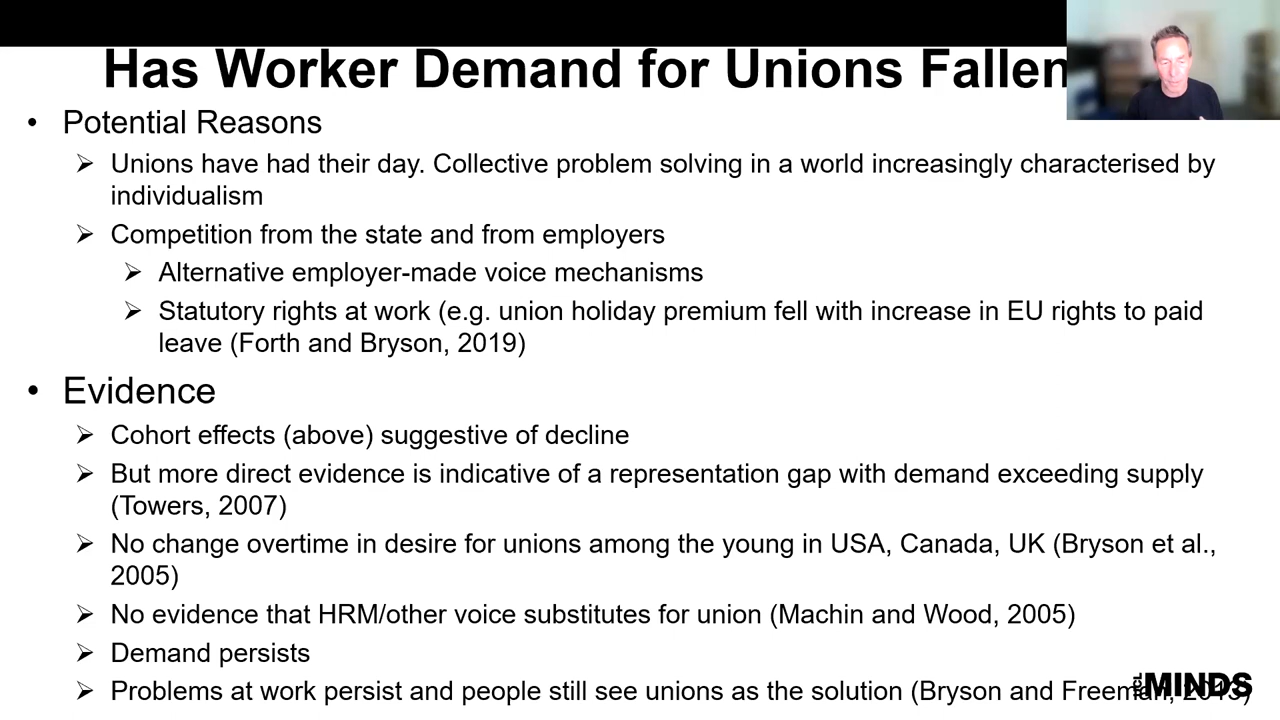 Has Worker Demand for Unions Fallen
• Potential Reasons
➢ Unions have had their day. Collective problem solving in a world increasingly characterised by
individualism
➢ Competition from the state and from employers
➢ Alternative employer-made voice mechanisms
➢ Statutory rights at work (e.g. union holiday premium fell with increase in EU rights to paid
leave (Forth and Bryson, 2019)
• Evidence
➢ Cohort effects (above) suggestive of decline
➢ But more direct evidence is indicative of a representation gap with demand exceeding supply
(Towers, 2007)
➢ No change overtime in desire for unions among the young in USA, Canada, UK (Bryson et al.,
2005)
➢ No evidence that HRM/other voice substitutes for union (Machin and Wood, 2005)
➢ Demand persists
➢ Problems at work persist and people still see unions as the solution (Bryson and Freeman, 2013)
UCL MINDS